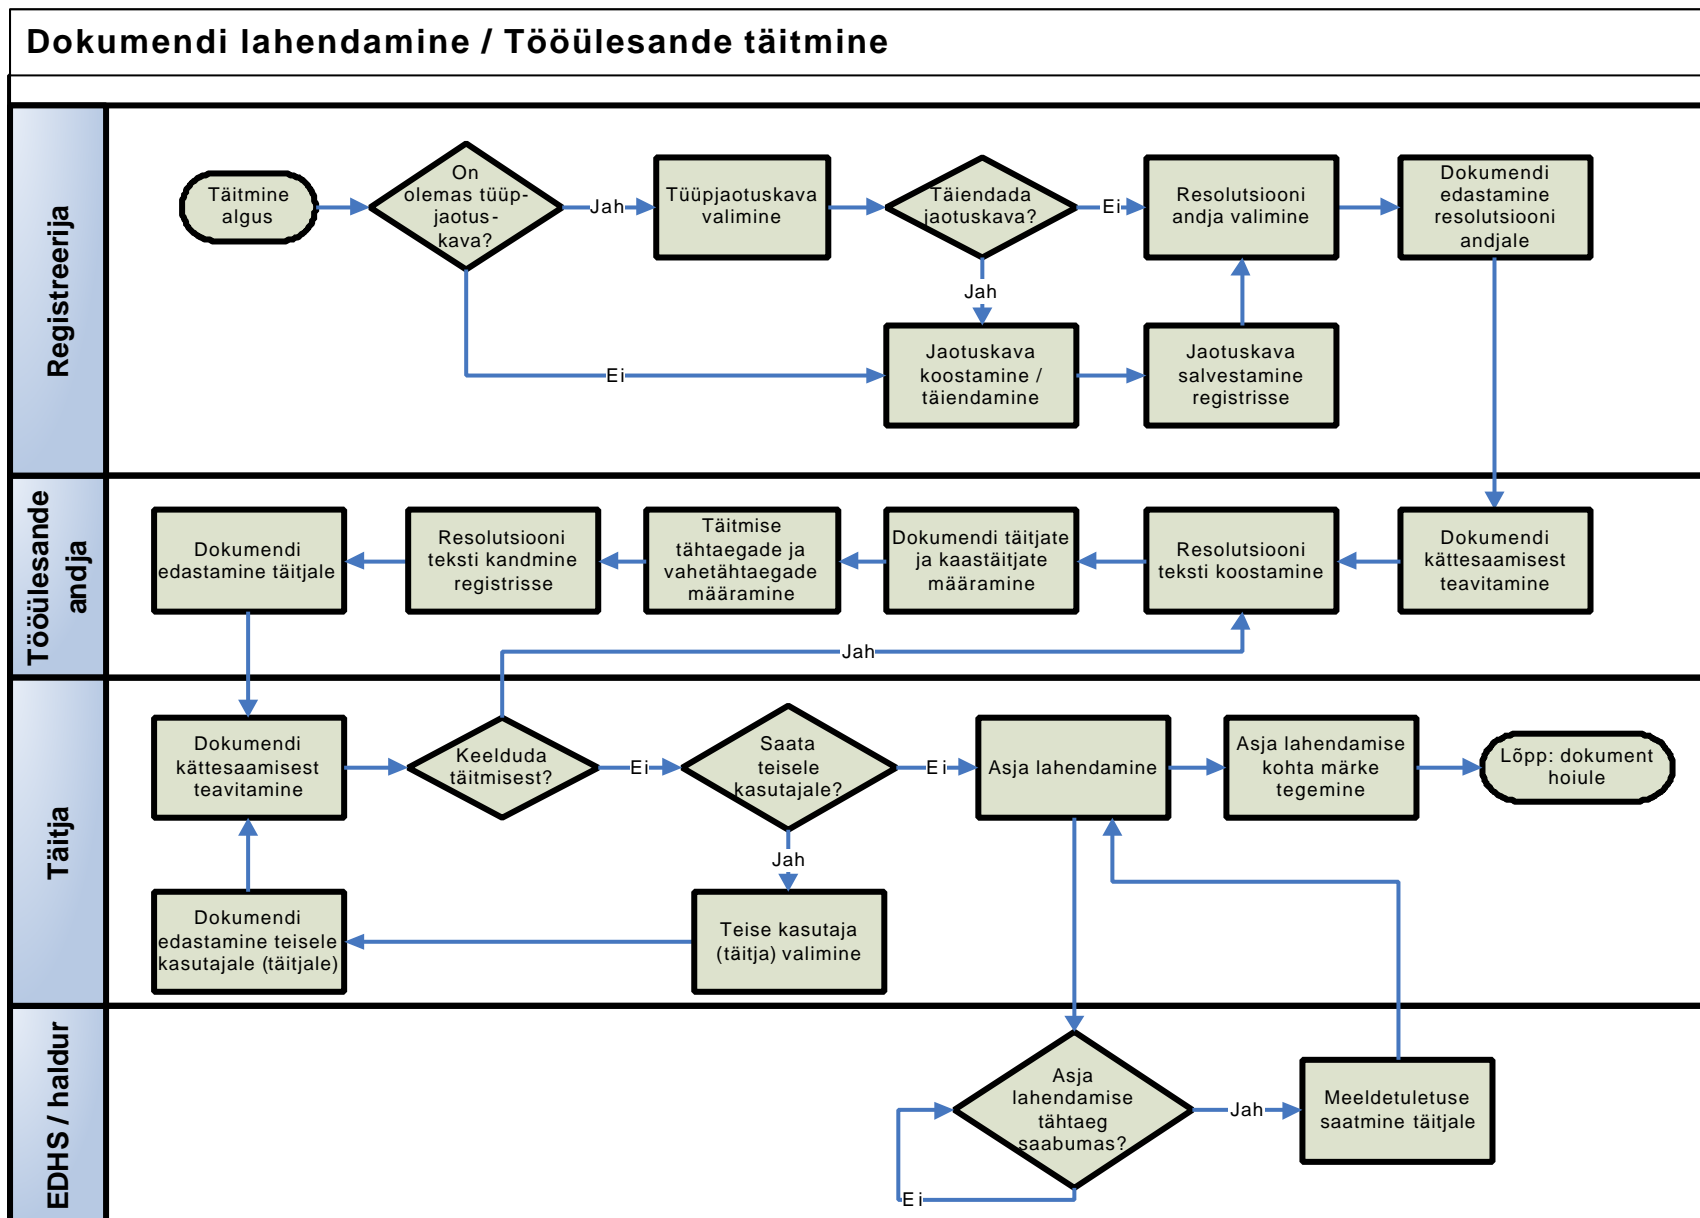 Dokumendi lahendamine / Tööülesande täitmine
Registreerija
Täitmine
algus
On
olemas tüüp-
jaotus-
kava?
Jah
Tüüpjaotuskava
valimine
Täiendada
jaotuskava?
Ei
Resolutsiooni
andja valimine
Dokumendi
edastamine
resolutsiooni
andjale
Jah
Ei
Jaotuskava
koostamine /
täiendamine
Jaotuskava
salvestamine
registrisse
Tööülesande
andja
Dokumendi
edastamine täitjale
Resolutsiooni
teksti kandmine
registrisse
Täitmise
tähtaegade ja
vahetähtaegade
määramine
Dokumendi täitjate
ja kaastäitjate
määramine
Resolutsiooni
teksti koostamine
Dokumendi
kättesaamisest
teavitamine
Jah
Täitja
Dokumendi
kättesaamisest
teavitamine
Keelduda
täitmisest?
Ei
Saata
teisele
kasutajale?
Ei
Asja lahendamine
Asja lahendamise
kohta märke
tegemine
Lõpp: dokument
hoiule
Jah
Dokumendi
edastamine teisele
kasutajale (täitjale)
Teise kasutaja
(täitja) valimine
EDHS / haldur
Asja
lahendamise
tähtaeg
saabumas?
Jah
Meeldetuletuse
saatmine täitjale
Ei